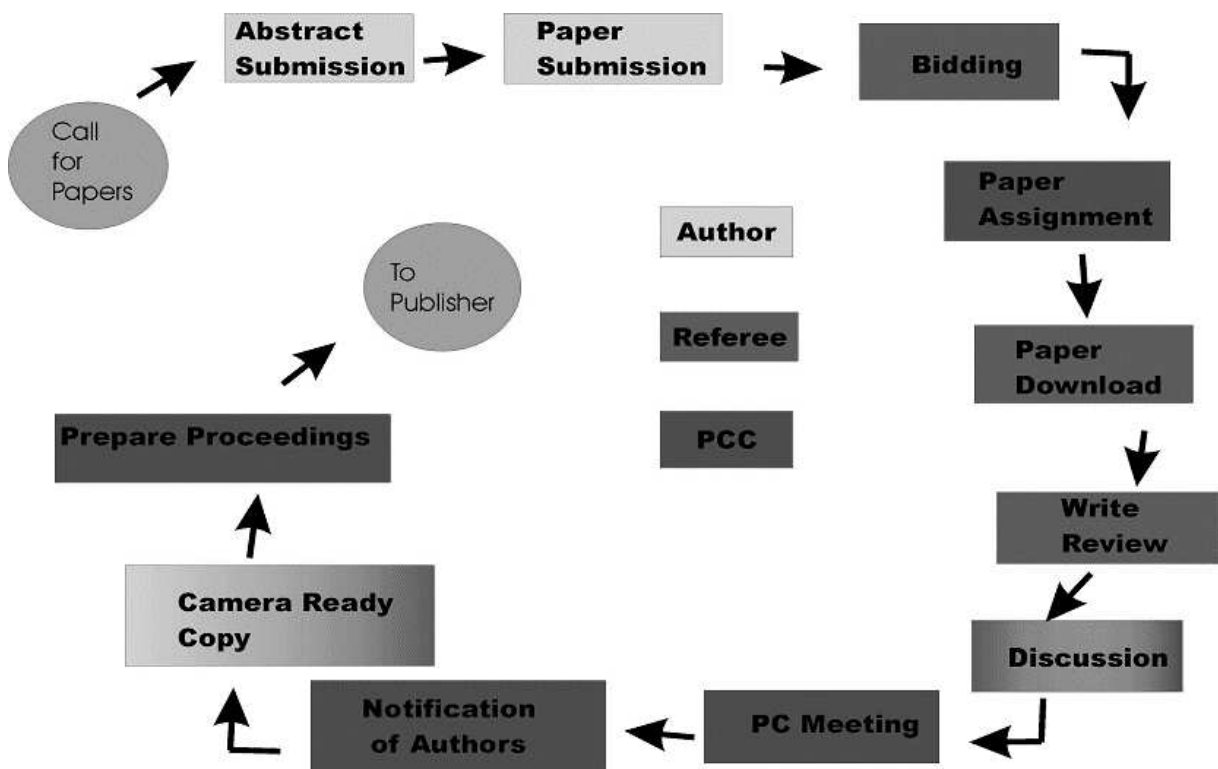 Call
for
Papers
Abstract
Submission
Paper
Submission
Bidding
Paper
Assignment
Paper
Download
Write
Review
Discussion
PC Meeting
Notification
of Authors
Camera Ready
Copy
Prepare Proceedings
To
Publisher
Author
Referee
PCC